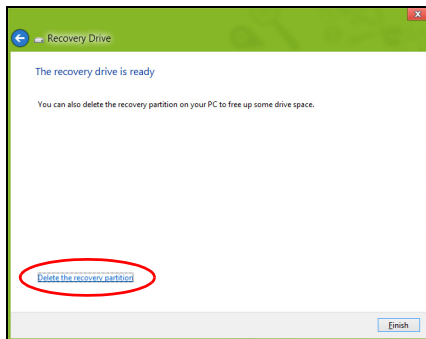 Recovery Drive
The recovery drive is ready
You can also delete the recovery partition on your PC to free up some drive space.
Delete the recovery partition
Finish